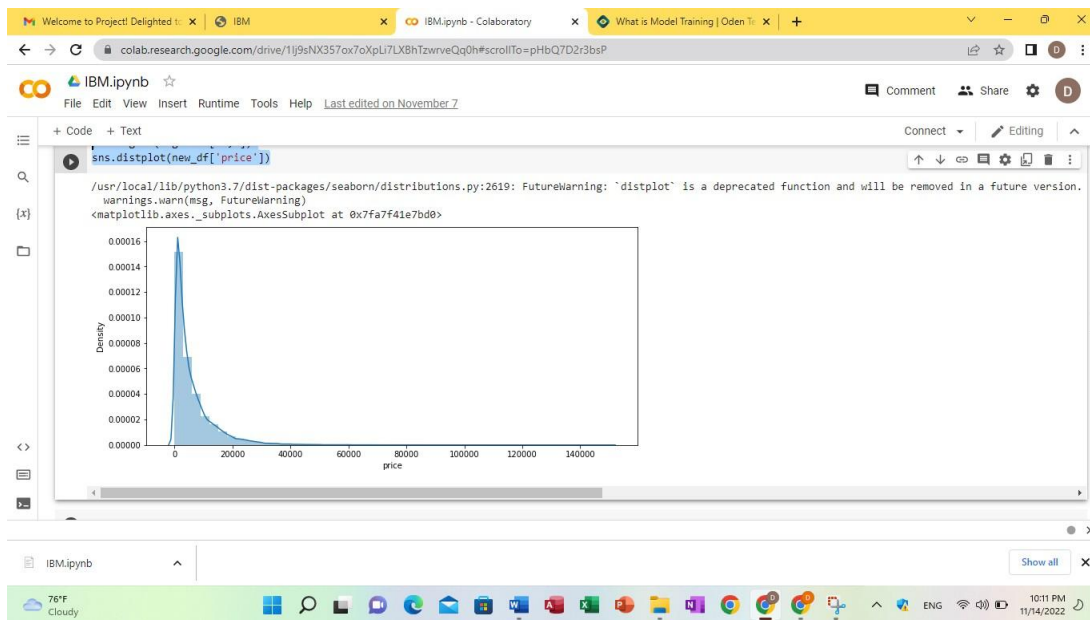 Welcome to Project! Delighted to
IBM
IBM.ipynb - Colaboratory
What is Model Training | Oden Te
colab.research.google.com/drive/1Ij9sNX357ox7oXpLi7LXBhTzwrveQq0h#scrollTo=pHbQ7D2r3bsP
D
IBM.ipynb
Comment
Share
D
File Edit View Insert Runtime Tools Help Last edited on November 7
+ Code + Text
Connect
Editing
sns.distplot(new_df['price'])
/usr/local/lib/python3.7/dist-packages/seaborn/distributions.py:2619: FutureWarning: `distplot` is a deprecated function and will be removed in a future version.
warnings.warn(msg, FutureWarning)
<matplotlib.axes._subplots.AxesSubplot at 0x7fa7f41e7bd0>
{x}
0.00016
0.00014
0.00012
0.00010
0.00008
0.00006
0.00004
0.00002
0.00000
Density
0 20000 40000 60000 80000 100000 120000 140000
price
IBM.ipynb
Show all
76°F
Cloudy
ENG
10:11 PM
11/14/2022